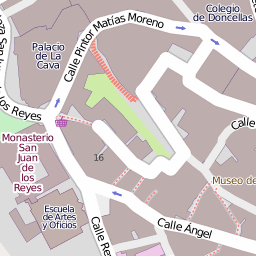 Colegio
de Doncellas
Calle Pintor Matías Moreno
Palacio
de La
Cava
los Reyes
Calle
Monasterio
San
Juan
de los
Reyes
16
Museo de
Escuela
de Artes
y Oficios
Calle Re
Calle Ángel